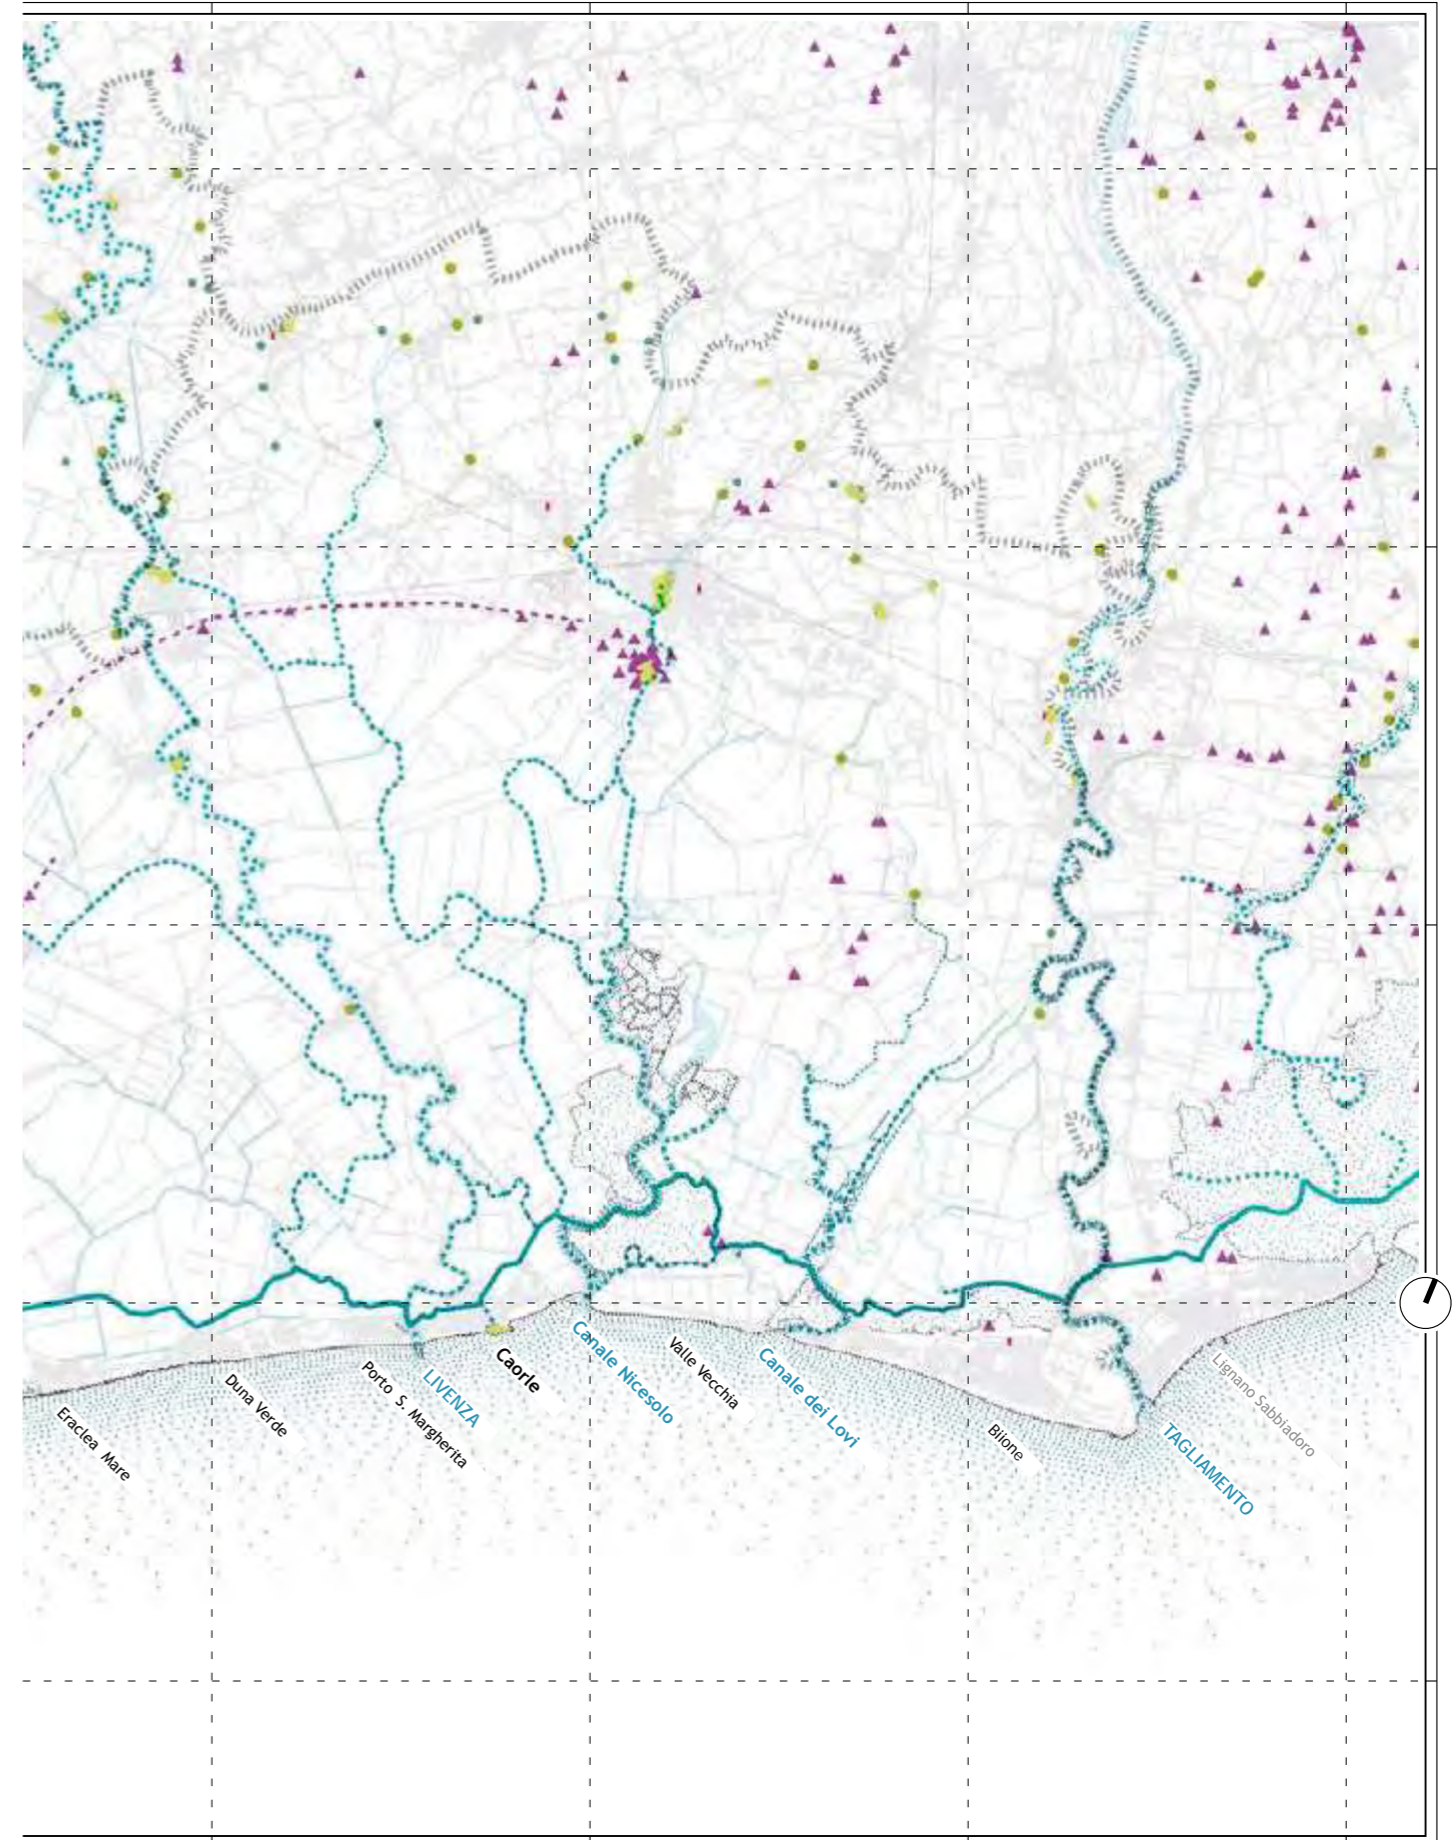 Eraclea Mare
Duna Verde
Porto S. Margherita
LIVENZA
Caorle
Canale Nicesolo
Valle Vecchia
Canale dei Lovi
Bilone
TAGLIAMENTO
Lignano Sabbiadoro